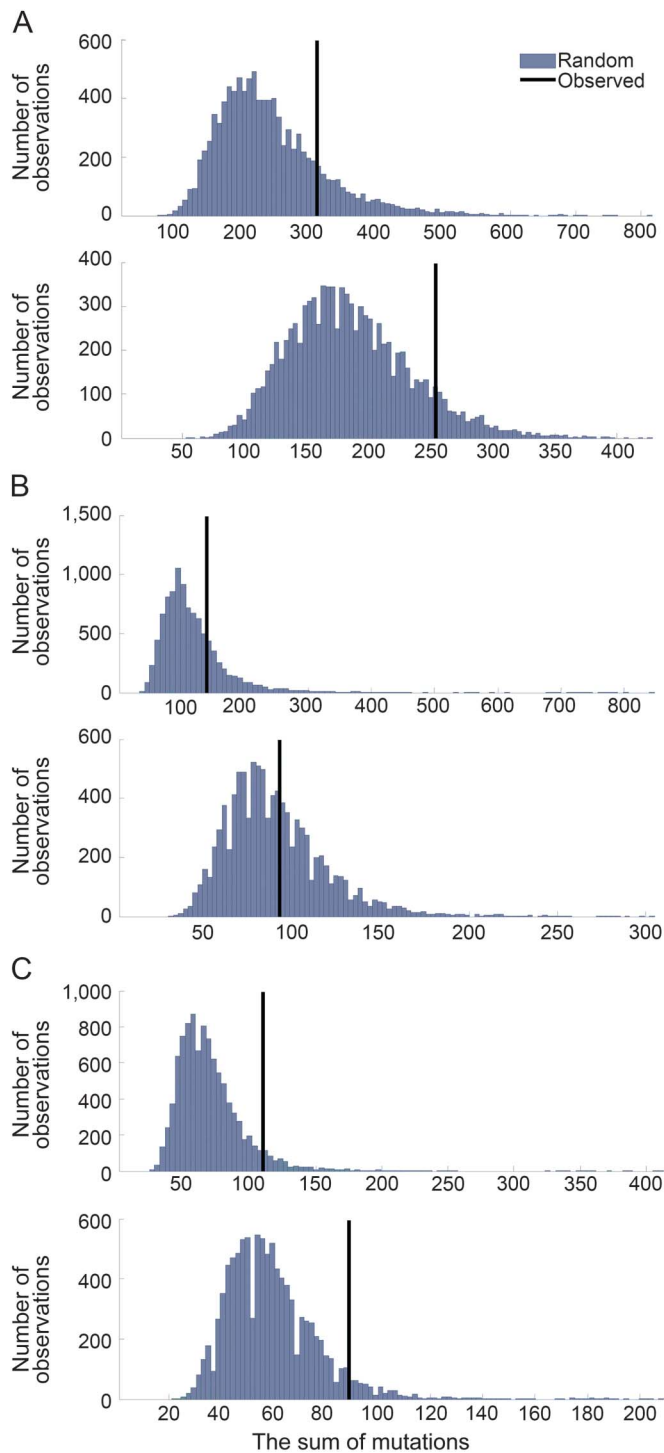 A
600
400
200
0
Number of
observations
Random
Observed
100 200 300 400 500 600 700 800
400
300
200
100
0
Number of
observations
50 100 150 200 250 300 350 400
B
1,500
1,000
500
0
Number of
observations
100 200 300 400 500 600 700 800
600
400
200
0
Number of
observations
50 100 150 200 250 300
C
1,000
800
600
400
200
0
Number of
observations
50 100 150 200 250 300 350 400
600
400
200
0
Number of
observations
20 40 60 80 100 120 140 160 180 200
The sum of mutations